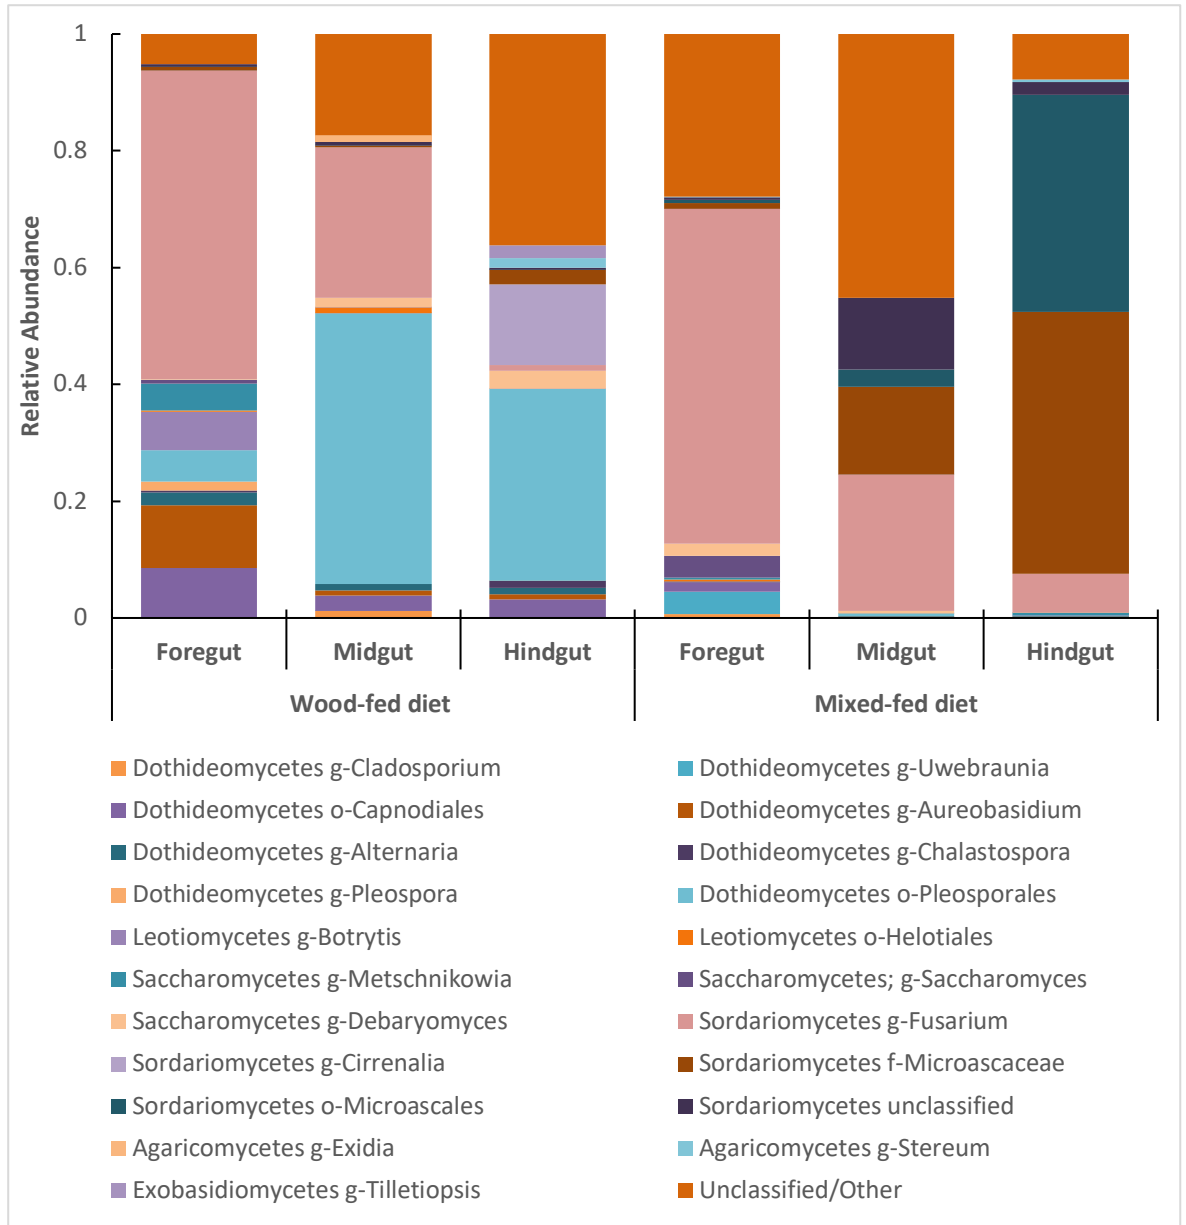 1
0.8
0.6
0.4
0.2
0
Relative Abundance
Foregut Midgut Hindgut Foregut Midgut Hindgut
Wood-fed diet Mixed-fed diet
Dothideomycetes g-Cladosporium Dothideomycetes g-Uwebraunia
Dothideomycetes o-Capnodiales Dothideomycetes g-Aureobasidium
Dothideomycetes g-Alternaria Dothideomycetes g-Chalastospora
Dothideomycetes g-Pleospora Dothideomycetes o-Pleosporales
Leotiomycetes g-Botrytis Leotiomycetes o-Helotiales
Saccharomycetes g-Metschnikowia Saccharomycetes; g-Saccharomyces
Saccharomycetes g-Debaryomyces Sordariomycetes g-Fusarium
Sordariomycetes g-Cirrenalia Sordariomycetes f-Microascaceae
Sordariomycetes o-Microascales Sordariomycetes unclassified
Agaricomycetes g-Exidia Agaricomycetes g-Stereum
Exobasidiomycetes g-Tilletiopsis Unclassified/Other